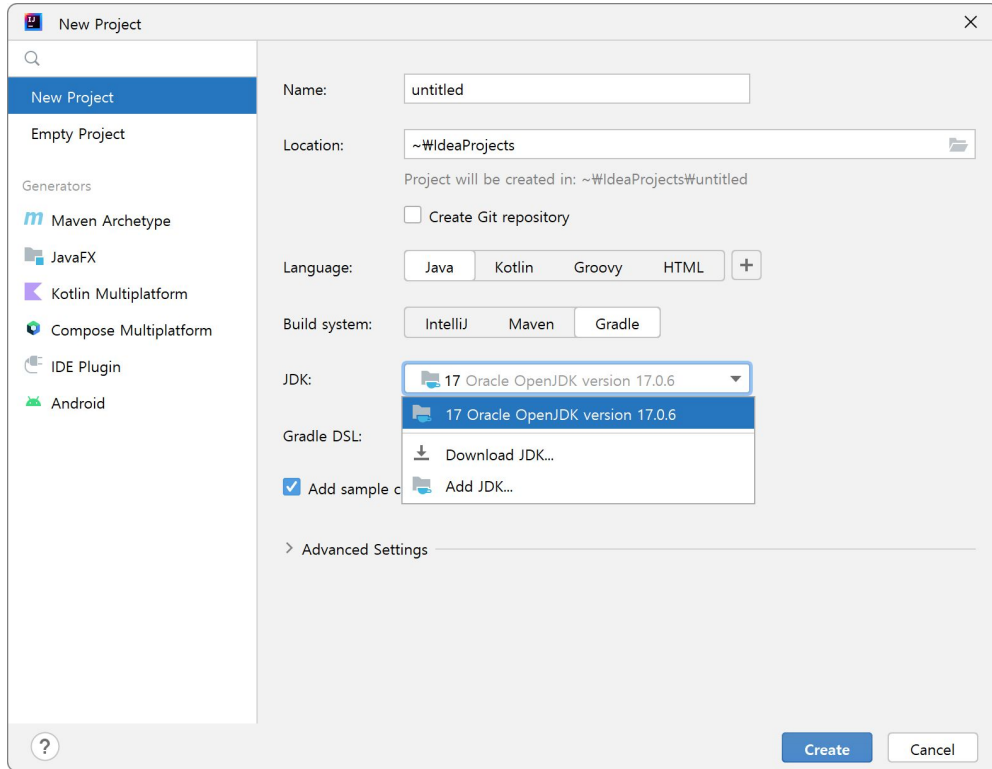 New Project
New Project
Empty Project
Generators
Maven Archetype
JavaFX
Kotlin Multiplatform
Compose Multiplatform
IDE Plugin
Android
Name: untitled
Location: ~₩IdeaProjects
Project will be created in: ~₩IdeaProjects₩untitled
Create Git repository
Language: Java Kotlin Groovy HTML +
Build system: IntelliJ Maven Gradle
JDK: 17 Oracle OpenJDK version 17.0.6
17 Oracle OpenJDK version 17.0.6
Gradle DSL:
Download JDK...
Add sample c
Add JDK...
Advanced Settings
?
Create Cancel